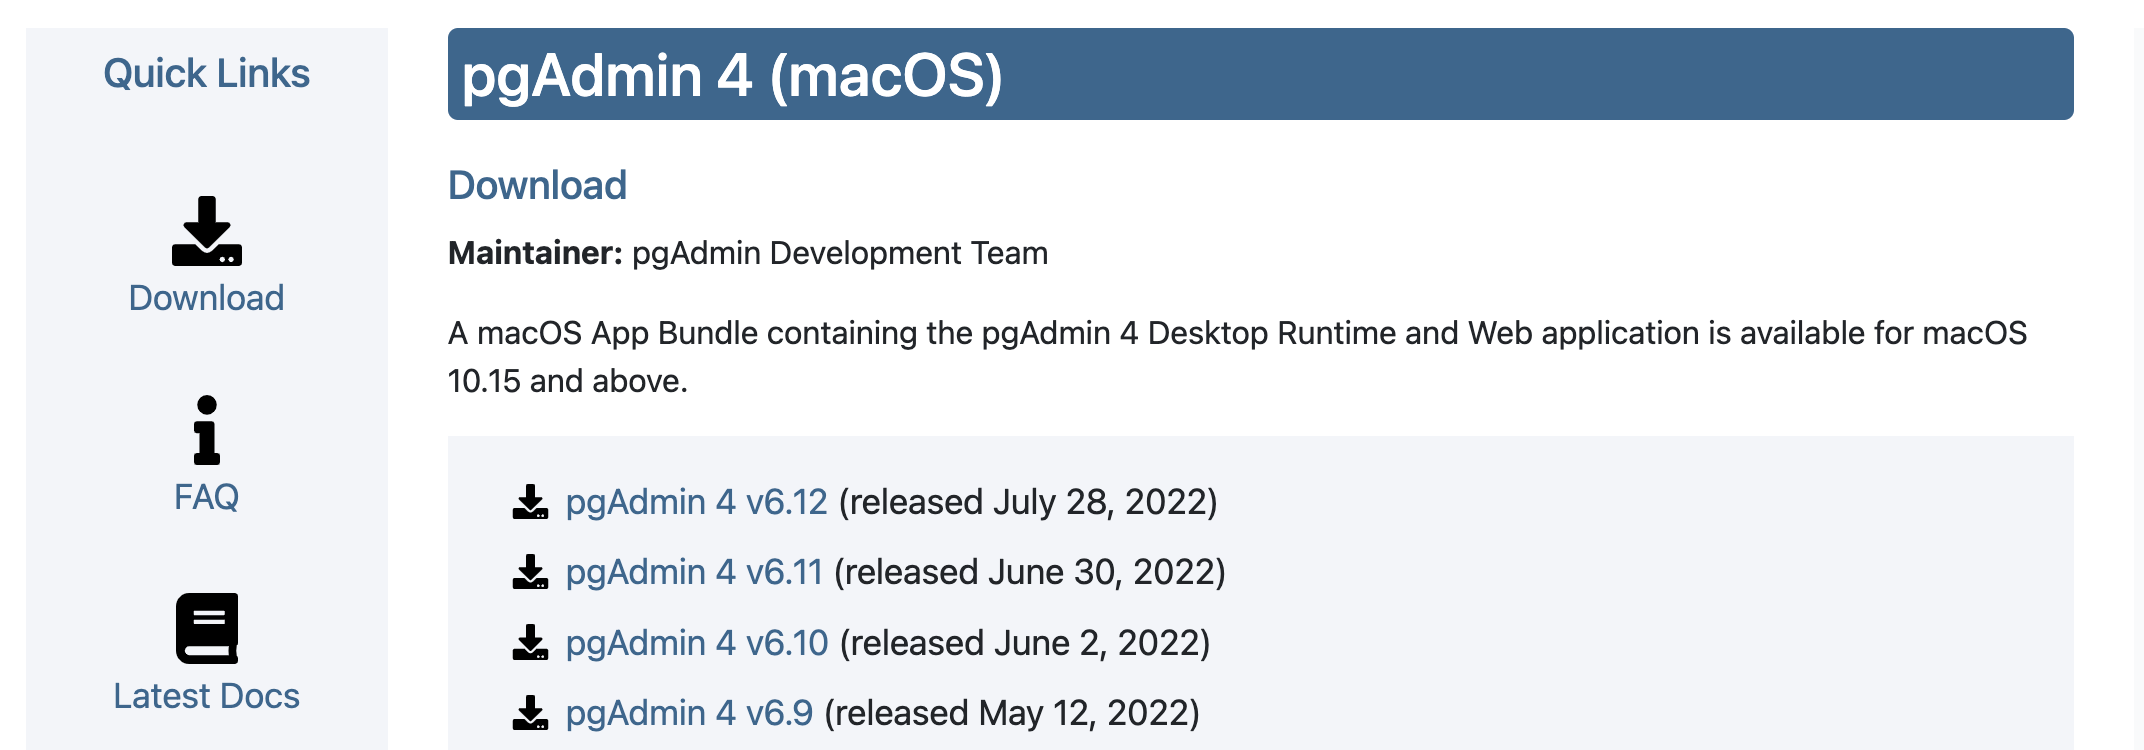 Quick Links
Download
FAQ
Latest Docs
pgAdmin 4 (macOS)
Download
Maintainer: pgAdmin Development Team
A macOS App Bundle containing the pgAdmin 4 Desktop Runtime and Web application is available for macOS
10.15 and above.
pgAdmin 4 v6.12 (released July 28, 2022)
pgAdmin 4 v6.11 (released June 30, 2022)
pgAdmin 4 v6.10 (released June 2, 2022)
pgAdmin 4 v6.9 (released May 12, 2022)